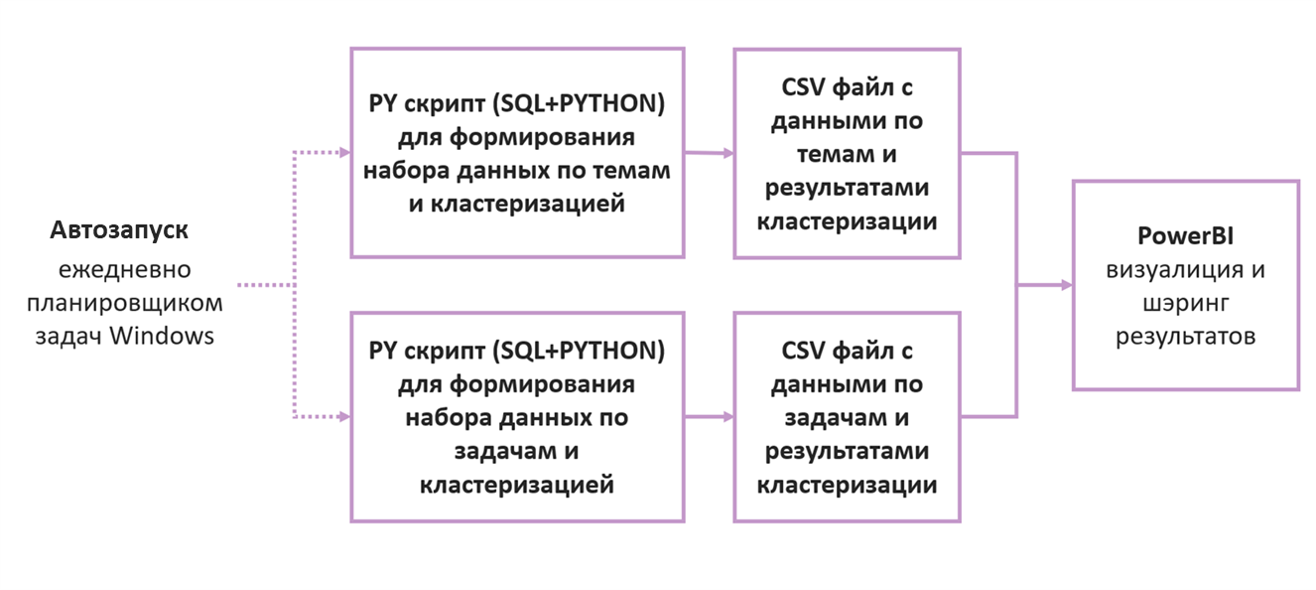 Автозапуск
ежедневно
планировщиком
задач Windows
PY скрипт (SQL+PYTHON)
для формирования
набора данных по темам
и кластеризацией
CSV файл с
данными по
темам и
результатами
кластеризации
PY скрипт (SQL+PYTHON)
для формирования
набора данных по
задачам и
кластеризацией
CSV файл с
данными по
задачам и
результатами
кластеризации
PowerBI
визуалиция и
шэринг
результатов